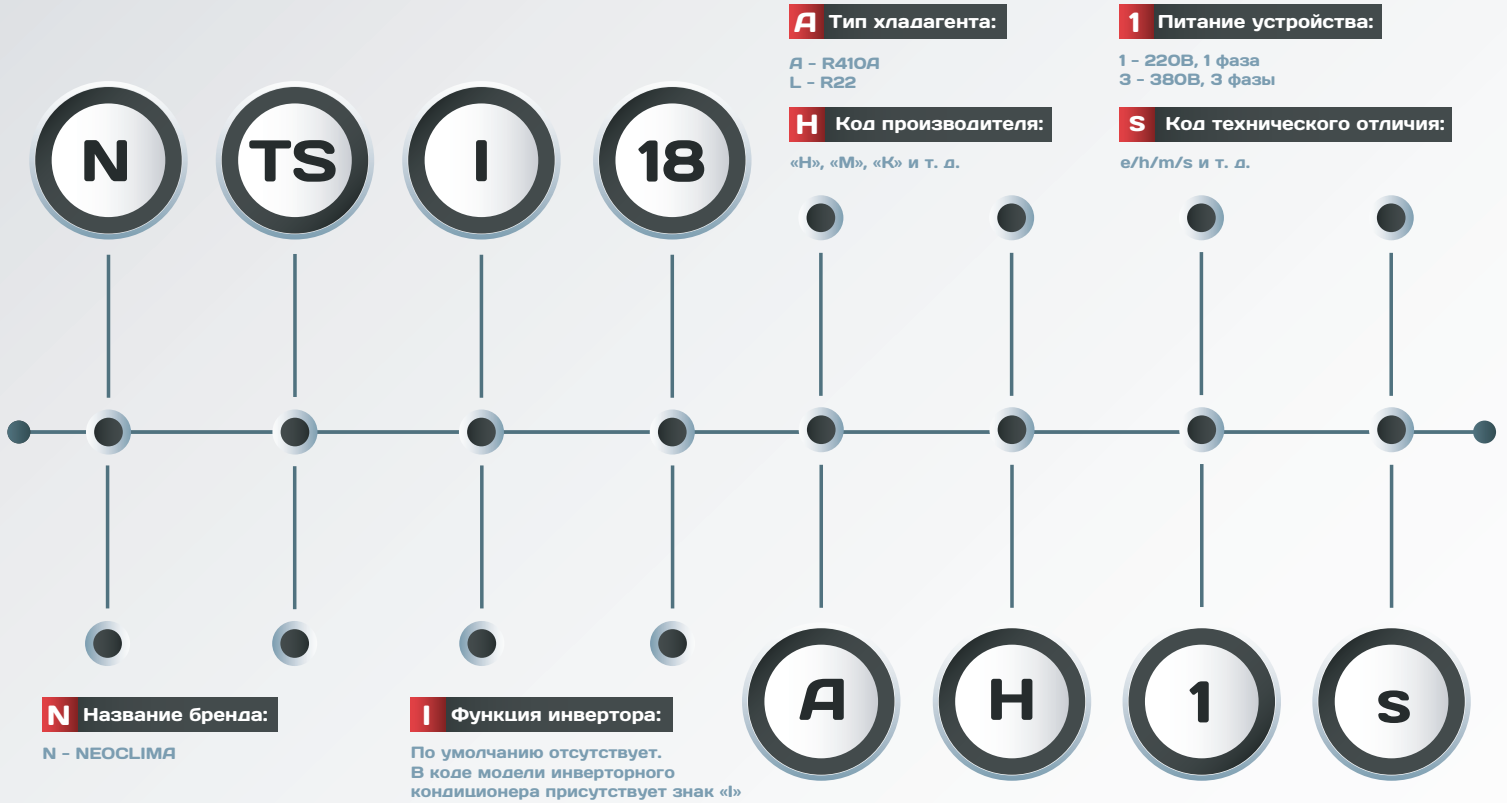 A Тип хладагента:
A - R410A
L - R22
1 Питание устройства:
1 - 220В, 1 фаза
3 - 380В, 3 фазы
H Код производителя:
«Н», «М», «К» и т. д.
s Код технического отличия:
e/h/m/s и т. д.
N
TS
I
18
A
H
1
s
N Название бренда:
N - NEOCLIMA
I Функция инвертора:
По умолчанию отсутствует.
В коде модели инверторного
кондиционера присутствует знак «I»